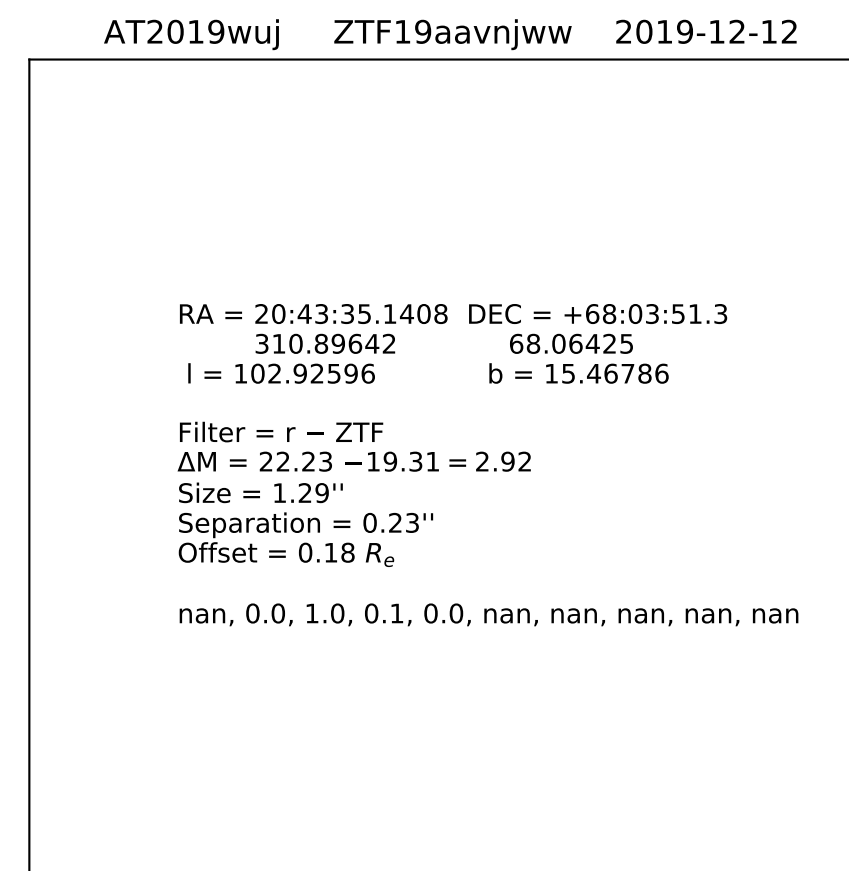 AT2019wuj ZTF19aavnjww 2019-12-12
RA = 20:43:35.1408 DEC = +68:03:51.3
310.89642 68.06425
l = 102.92596 b = 15.46786
Filter = r − ZTF
ΔM = 22.23 −19.31 = 2.92
Size = 1.29''
Separation = 0.23''
Offset = 0.18 Re
nan, 0.0, 1.0, 0.1, 0.0, nan, nan, nan, nan, nan